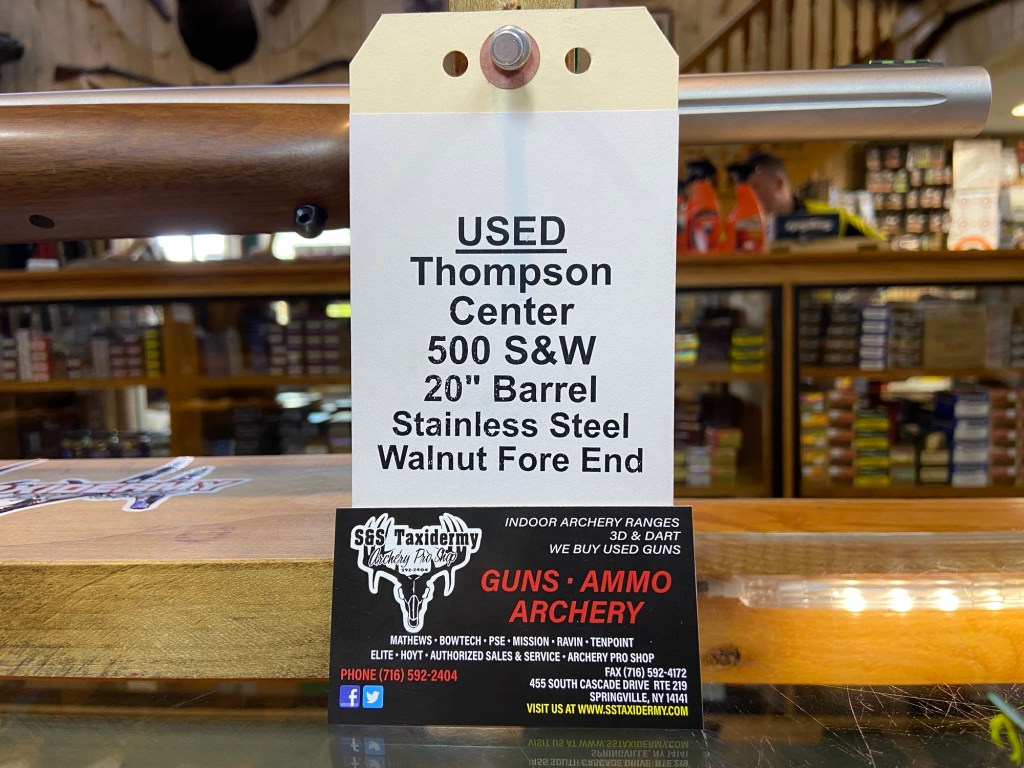 USED
Thompson
Center
500 S&W
20" Barrel
Stainless Steel
Walnut Fore End
S&S Taxidermy
Archery Pro Shop
592-2404
INDOOR ARCHERY RANGES
3D & DART
WE BUY USED GUNS
GUNS · AMMO
ARCHERY
MATHEWS · BOWTECH · PSE · MISSION · RAVIN · TENPOINT
ELITE · HOYT · AUTHORIZED SALES & SERVICE · ARCHERY PRO SHOP
PHONE (716) 592-2404
FAX (716) 592-4172
455 SOUTH CASCADE DRIVE RTE 219
SPRINGVILLE, NY 14141
VISIT US AT WWW.SSTAXIDERMY.COM